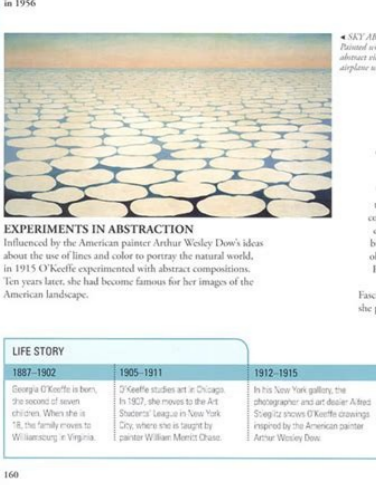 in 1956
◄ SKY AB
Painted w
abstract vi
airplane w
EXPERIMENTS IN ABSTRACTION
Influenced by the American painter Arthur Wesley Dow's ideas
about the use of lines and color to portray the natural world,
in 1915 O'Keeffe experimented with abstract compositions.
Ten years later, she had become famous for her images of the
American landscape.
Fasc
she p
LIFE STORY
1887–1902
Georgia O'Keeffe is born,
the second of seven
children. When she is
18, the family moves to
Williamsburg in Virginia.
1905–1911
O'Keeffe studies art in Chicago.
In 1907, she moves to the Art
Students' League in New York
City, where she is taught by
painter William Merritt Chase.
1912–1915
In his New York gallery, the
photographer and art dealer Alfred
Stieglitz shows O'Keeffe drawings
inspired by the American painter
Arthur Wesley Dow.
160